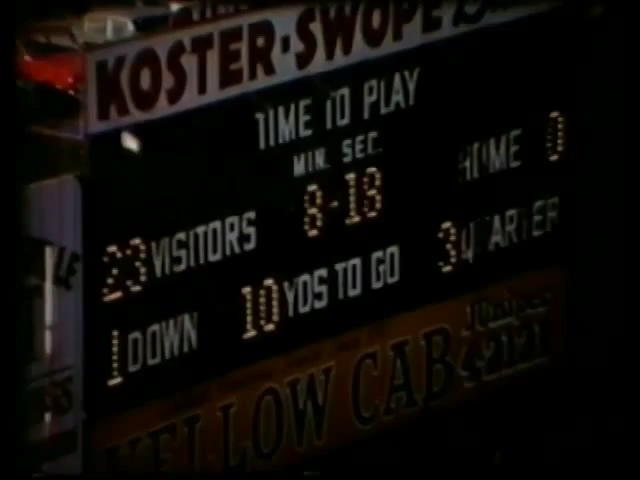 KOSTER-SWOPE
TIME TO PLAY
MIN. SEC.
8-18
HOME 0
23 VISITORS
3 QUARTER
10 YDS TO GO
1 DOWN
YELLOW CAB